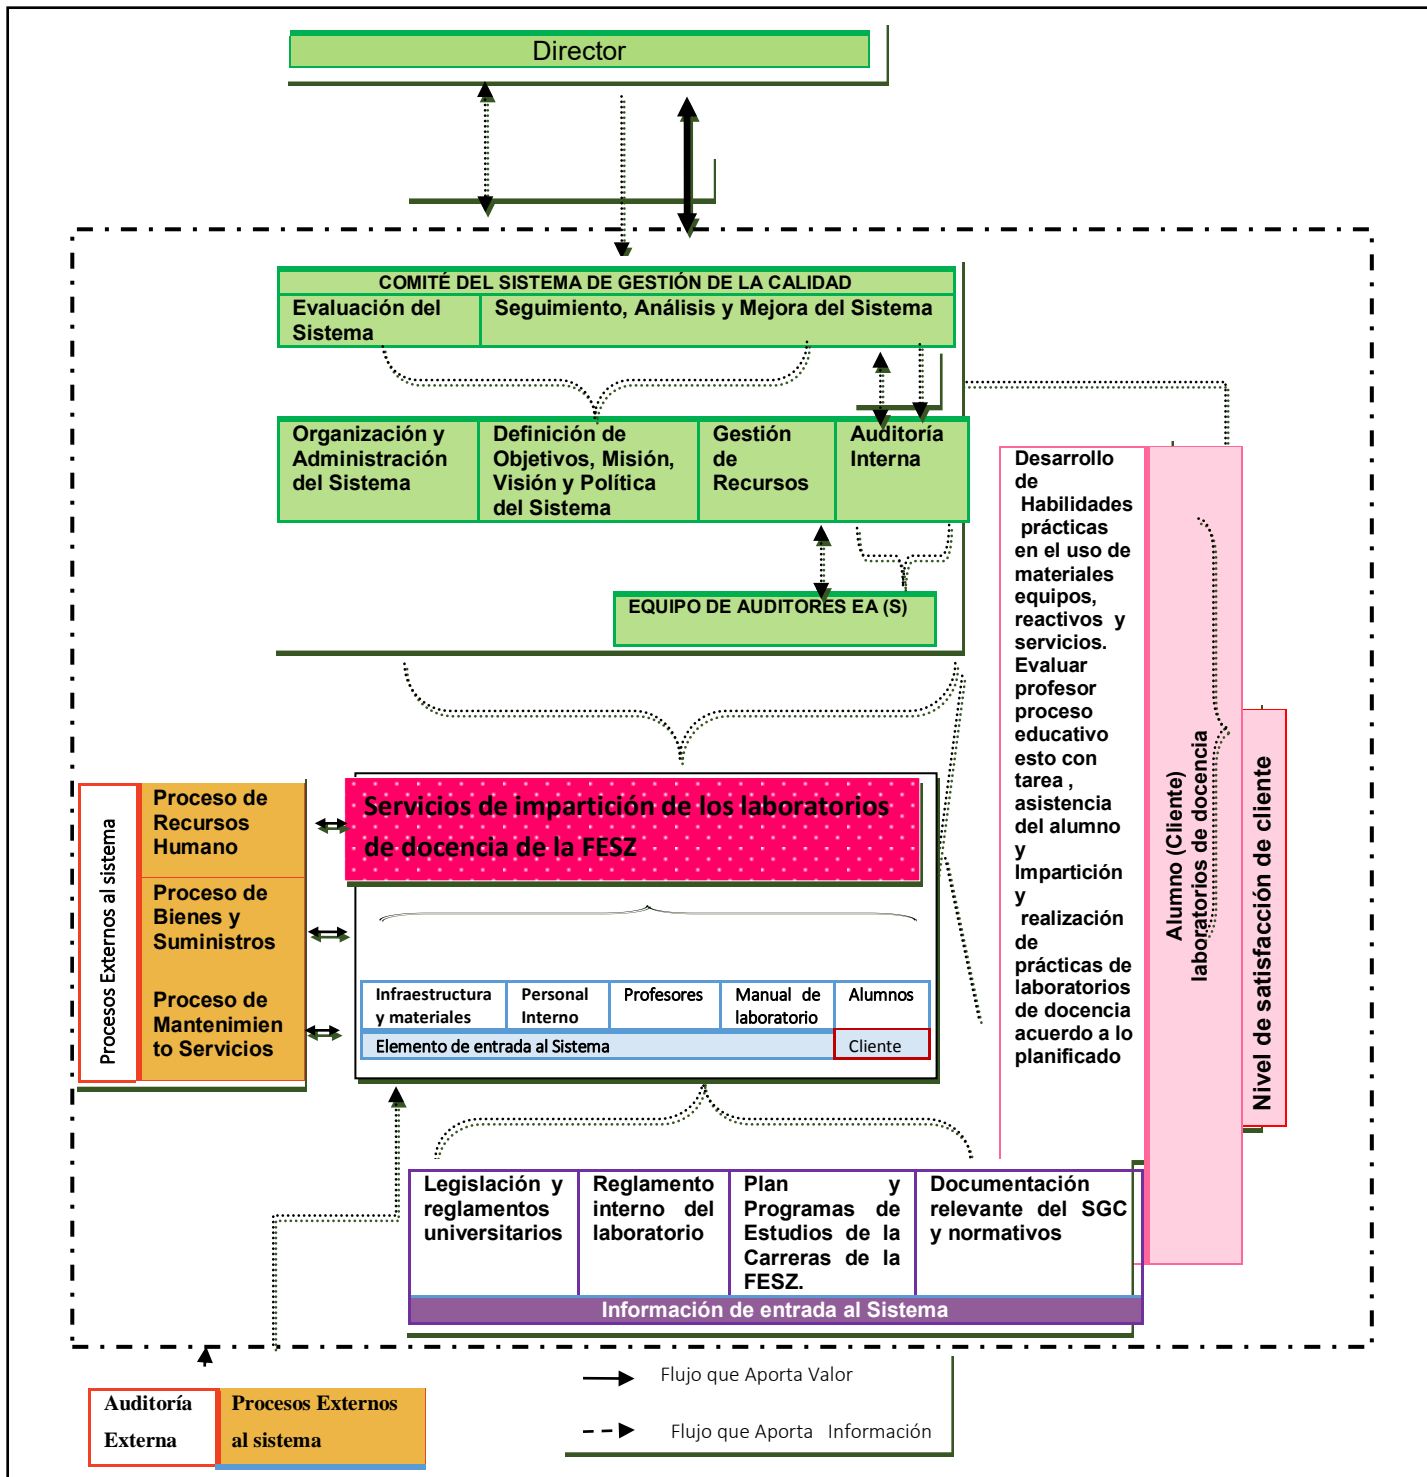 Director
COMITÉ DEL SISTEMA DE GESTIÓN DE LA CALIDAD
Evaluación del
Sistema
Seguimiento, Análisis y Mejora del Sistema
Organización y
Administración
del Sistema
Definición de
Objetivos, Misión,
Visión y Política
del Sistema
Gestión
de
Recursos
Auditoría
Interna
EQUIPO DE AUDITORES EA (S)
Desarrollo
de
Habilidades
prácticas
en el uso de
materiales
equipos,
reactivos y
servicios.
Evaluar
profesor
proceso
educativo
esto con
tarea ,
asistencia
del alumno
y
Impartición
y
realización
de
prácticas de
laboratorios
de docencia
acuerdo a lo
planificado
Alumno (Cliente)
laboratorios de docencia
Nivel de satisfacción de cliente
Procesos Externos al sistema
Proceso de
Recursos
Humano
Proceso de
Bienes y
Suministros
Proceso de
Mantenimien
to Servicios
Servicios de impartición de los laboratorios
de docencia de la FESZ
Infraestructura
y materiales
Personal
Interno
Profesores
Manual de
laboratorio
Alumnos
Elemento de entrada al Sistema
Cliente
Legislación y
reglamentos
universitarios
Reglamento
interno del
laboratorio
Plan y
Programas de
Estudios de la
Carreras de la
FESZ.
Documentación
relevante del SGC
y normativos
Información de entrada al Sistema
Auditoría
Externa
Procesos Externos
al sistema
Flujo que Aporta Valor
Flujo que Aporta Información